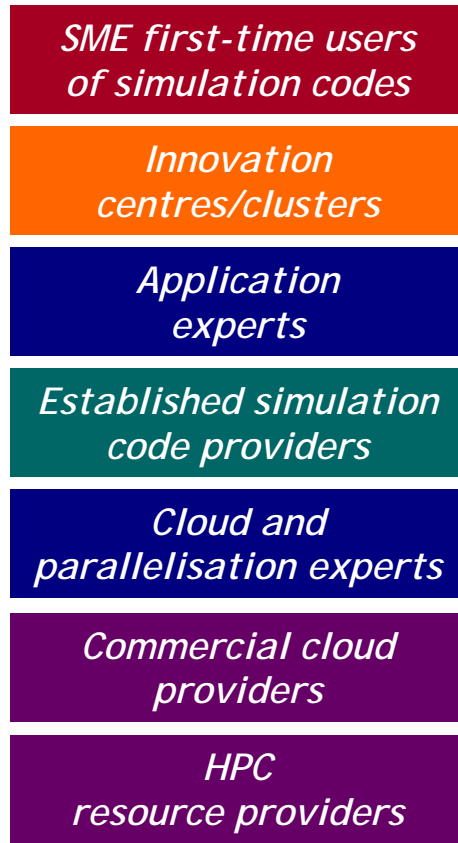 SME first-time users
of simulation codes
Innovation
centres/clusters
Application
experts
Established simulation
code providers
Cloud and
parallelisation experts
Commercial cloud
providers
HPC
resource providers